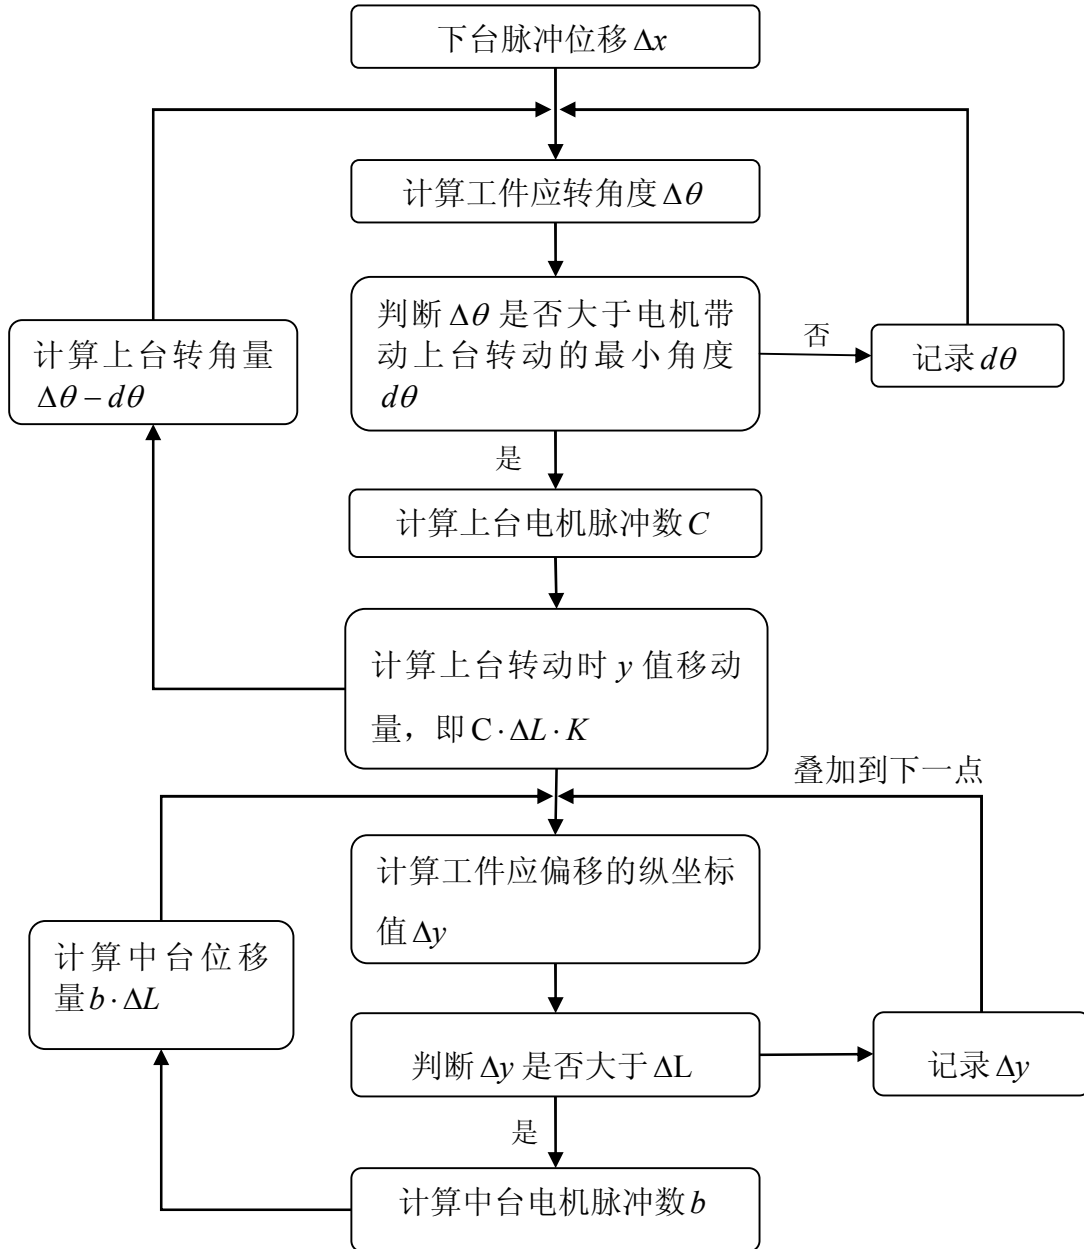 下台脉冲位移Δx
计算工件应转角度Δθ
判断Δθ是否大于电机带
动上台转动的最小角度
dθ
否
记录dθ
计算上台转角量
Δθ－dθ
是
计算上台电机脉冲数C
计算上台转动时 y 值移动
量，即C·ΔL·K
叠加到下一点
计算工件应偏移的纵坐标
值Δy
计算中台位移
量b·ΔL
判断Δy是否大于ΔL
记录Δy
是
计算中台电机脉冲数b